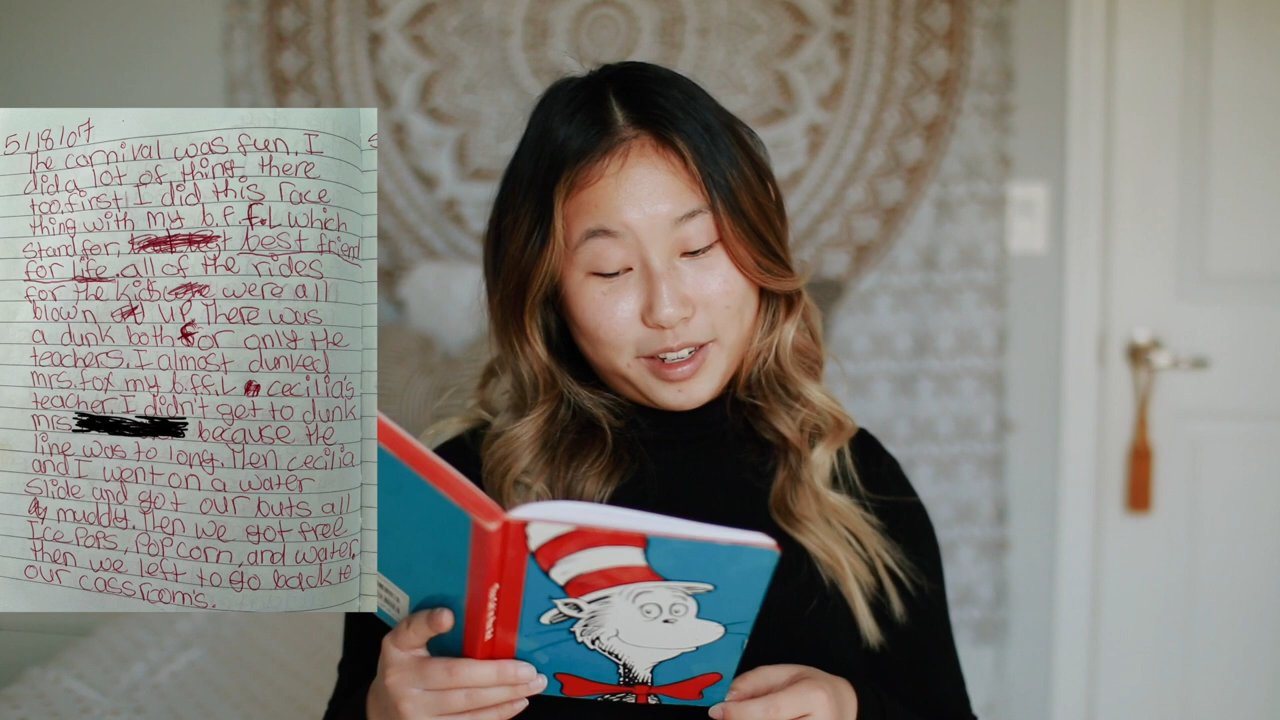 5/18/07
The carnival was fun, I
did a lot of things there
too. first I did this race
thing with my b.f.f.L which
stand for, best friend
for life. all of the rides
for the kids were all
blown up. There was
a dunk both for only the
teachers. I almost dunked
mrs. fox my b.f.f.L cecilia's
teacher. I didn't get to dunk
mrs. because the
line was to long. Then cecilia
and I went on a water
slide and got our buts all
muddy. Then we got free
Ice Pops, Popcorn, and water.
then we left to go back to
our cassroom's.